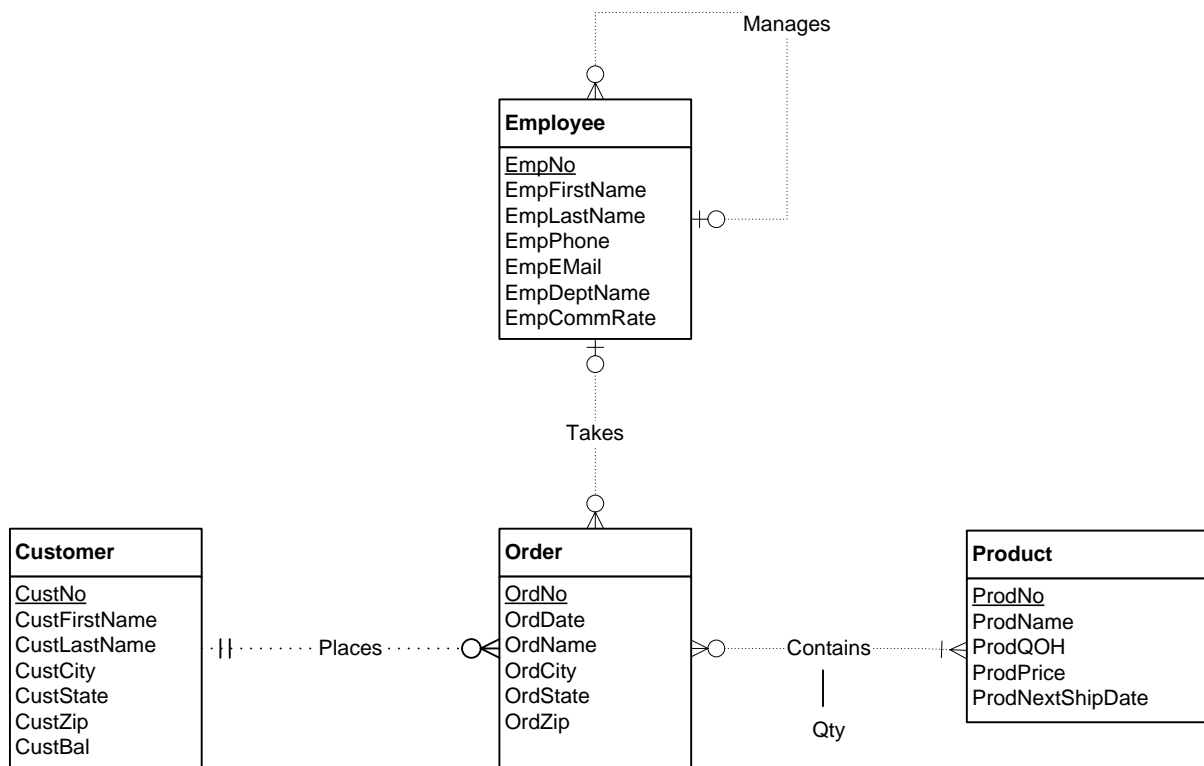 Manages
Employee
EmpNo
EmpFirstName
EmpLastName
EmpPhone
EmpEMail
EmpDeptName
EmpCommRate
Takes
Customer
CustNo
CustFirstName
CustLastName
CustCity
CustState
CustZip
CustBal
Places
Order
OrdNo
OrdDate
OrdName
OrdCity
OrdState
OrdZip
Contains
Qty
Product
ProdNo
ProdName
ProdQOH
ProdPrice
ProdNextShipDate